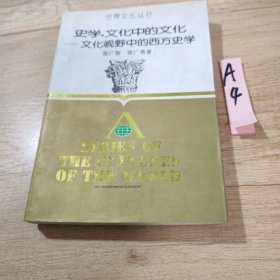 世界文化丛书
史学,文化中的文化
——文化视野中的西方史学
张广智 张广勇著
SERIES OF
THE CULTURES
OF THE WORLD
A
4